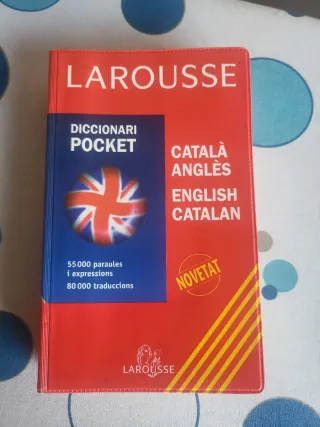 LAROUSSE
DICCIONARI
POCKET
CATALÀ
ANGLÈS
ENGLISH
CATALAN
55 000 paraules
i expressions
80 000 traduccions
NOVETAT
LAROUSSE